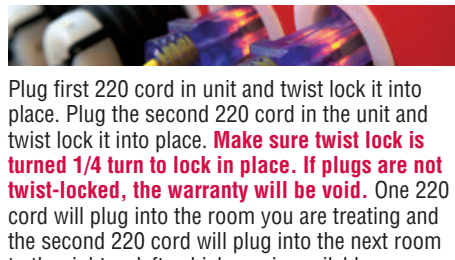 Plug first 220 cord in unit and twist lock it into
place. Plug the second 220 cord in the unit and
twist lock it into place. Make sure twist lock is
turned 1/4 turn to lock in place. If plugs are not
twist-locked, the warranty will be void. One 220
cord will plug into the room you are treating and
the second 220 cord will plug into the next room